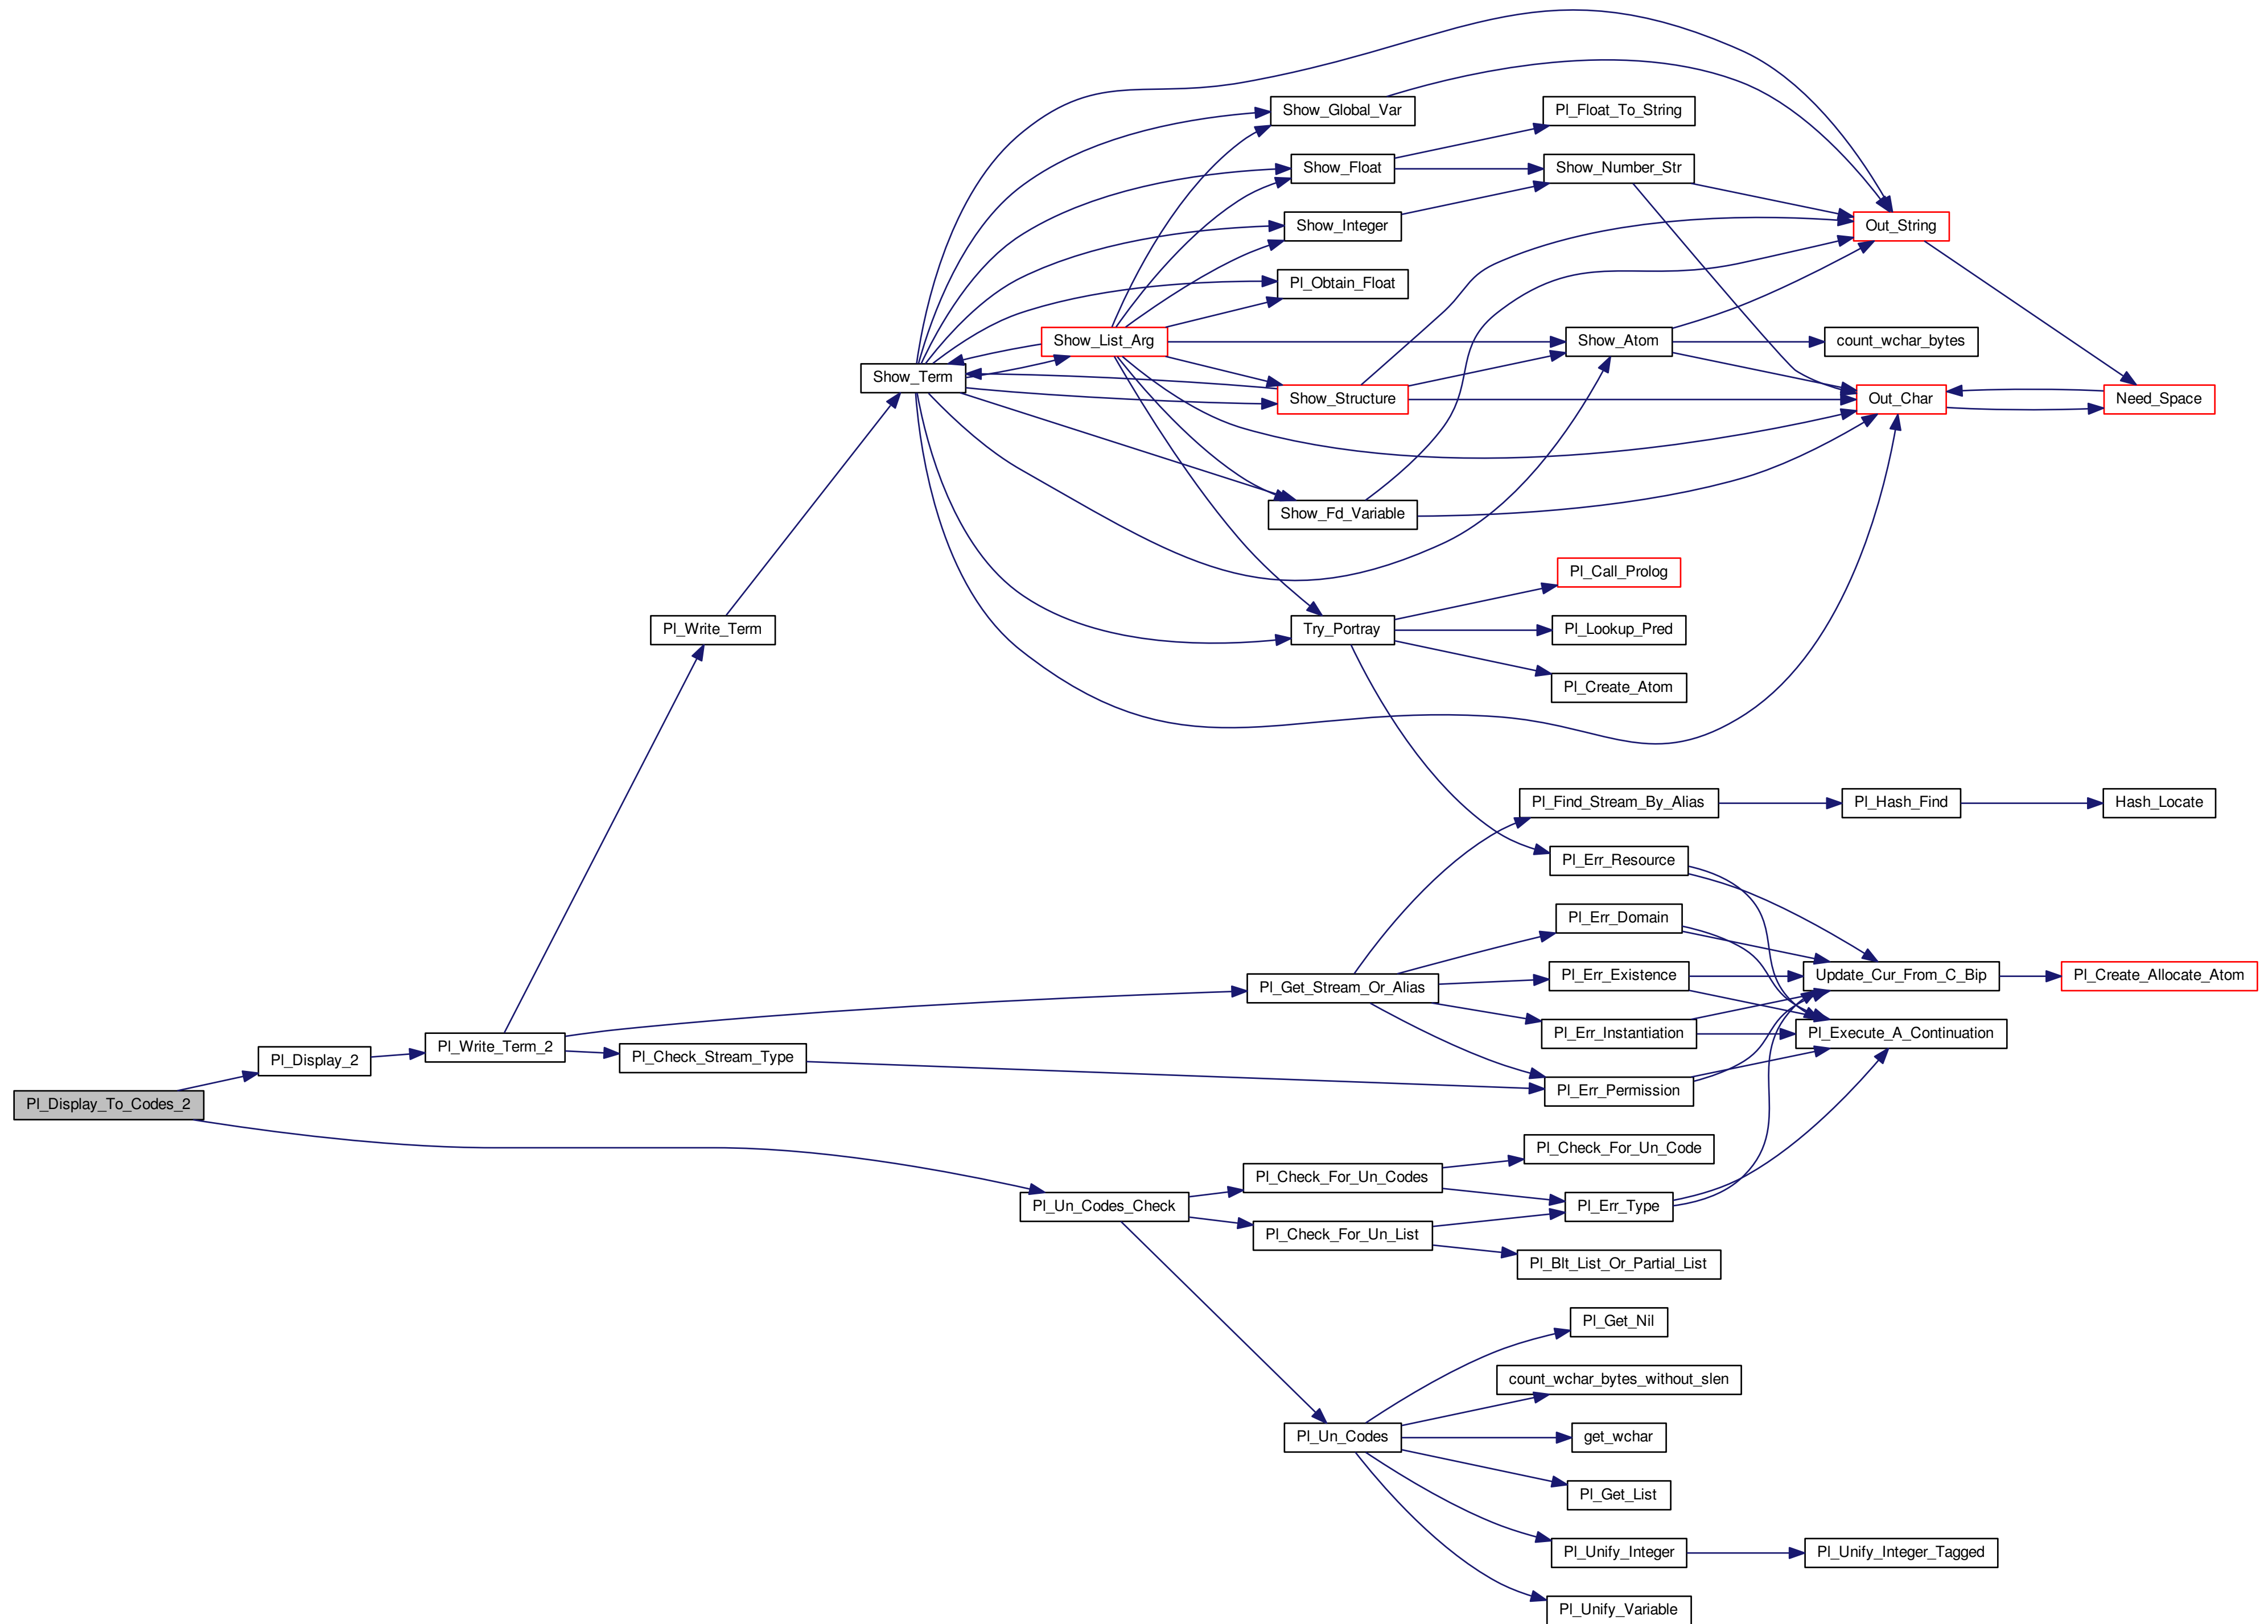 Show_Global_Var
Pl_Float_To_String
Show_Float
Show_Number_Str
Show_Integer
Out_String
Pl_Obtain_Float
Show_List_Arg
Show_Atom
count_wchar_bytes
Show_Term
Show_Structure
Out_Char
Need_Space
Show_Fd_Variable
Pl_Call_Prolog
Pl_Write_Term
Try_Portray
Pl_Lookup_Pred
Pl_Create_Atom
Pl_Find_Stream_By_Alias
Pl_Hash_Find
Hash_Locate
Pl_Err_Resource
Pl_Err_Domain
Pl_Get_Stream_Or_Alias
Pl_Err_Existence
Update_Cur_From_C_Bip
Pl_Create_Allocate_Atom
Pl_Err_Instantiation
Pl_Execute_A_Continuation
Pl_Write_Term_2
Pl_Display_2
Pl_Check_Stream_Type
Pl_Err_Permission
Pl_Display_To_Codes_2
Pl_Check_For_Un_Code
Pl_Check_For_Un_Codes
Pl_Un_Codes_Check
Pl_Err_Type
Pl_Check_For_Un_List
Pl_Blt_List_Or_Partial_List
Pl_Get_Nil
count_wchar_bytes_without_slen
Pl_Un_Codes
get_wchar
Pl_Get_List
Pl_Unify_Integer
Pl_Unify_Integer_Tagged
Pl_Unify_Variable